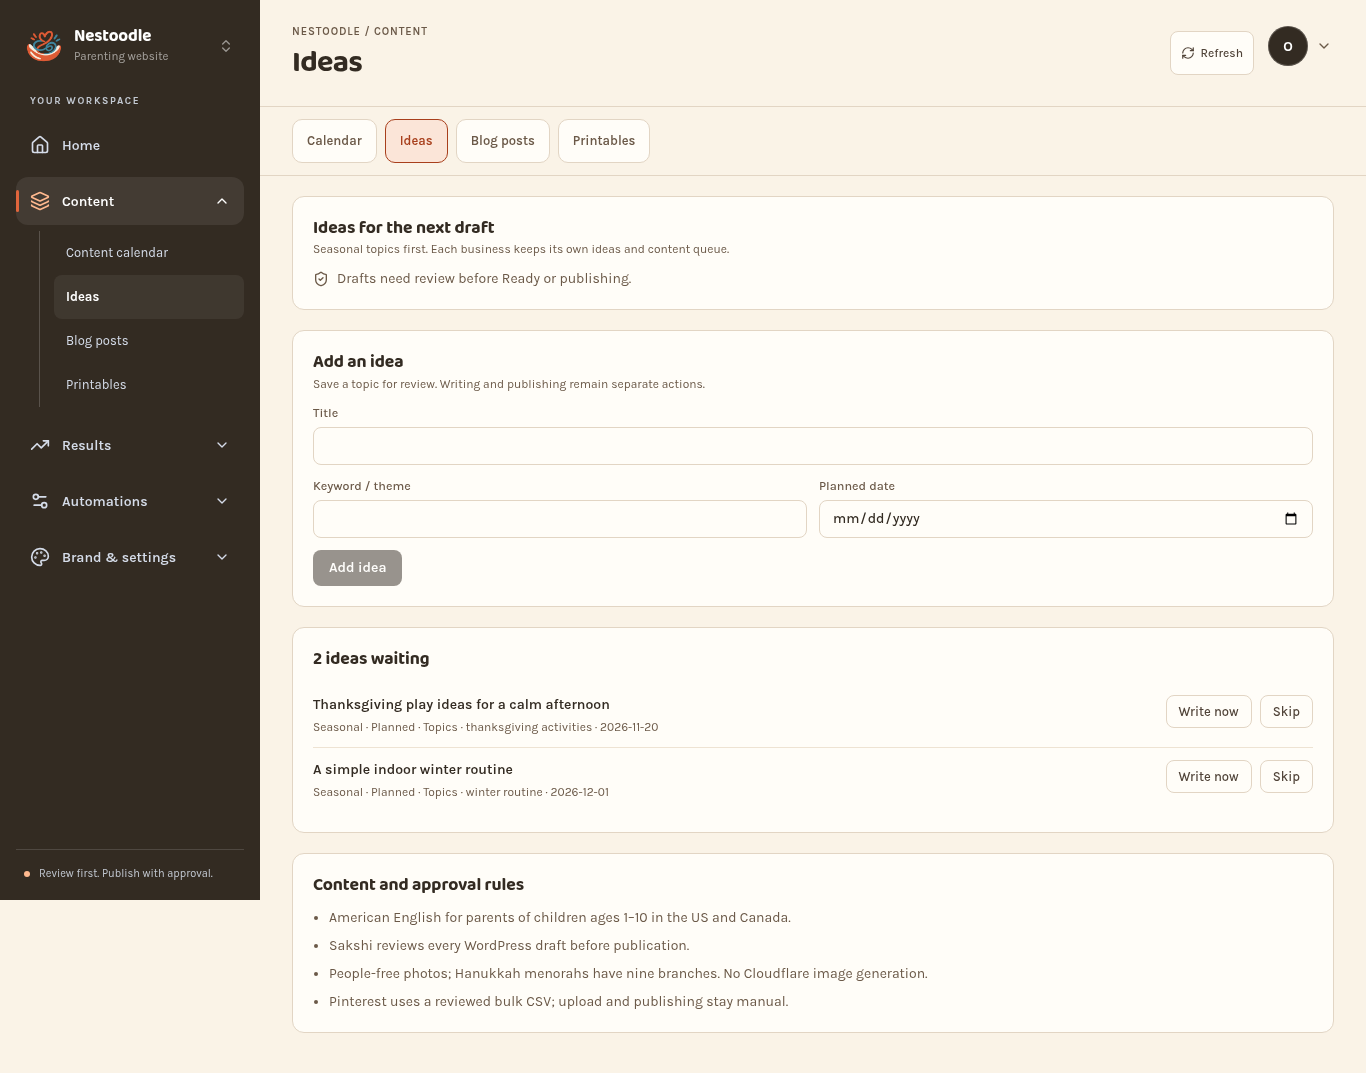 Nestoodle
Parenting website
YOUR WORKSPACE
Home
Content
Content calendar
Ideas
Blog posts
Printables
Results
Automations
Brand & settings
Review first. Publish with approval.
NESTOODLE / CONTENT
Ideas
Refresh
O
Calendar
Ideas
Blog posts
Printables
Ideas for the next draft
Seasonal topics first. Each business keeps its own ideas and content queue.
Drafts need review before Ready or publishing.
Add an idea
Save a topic for review. Writing and publishing remain separate actions.
Title
Keyword / theme
Planned date
mm/dd/yyyy
Add idea
2 ideas waiting
Thanksgiving play ideas for a calm afternoon
Seasonal · Planned · Topics · thanksgiving activities · 2026-11-20
Write now
Skip
A simple indoor winter routine
Seasonal · Planned · Topics · winter routine · 2026-12-01
Write now
Skip
Content and approval rules
• American English for parents of children ages 1–10 in the US and Canada.
• Sakshi reviews every WordPress draft before publication.
• People-free photos; Hanukkah menorahs have nine branches. No Cloudflare image generation.
• Pinterest uses a reviewed bulk CSV; upload and publishing stay manual.